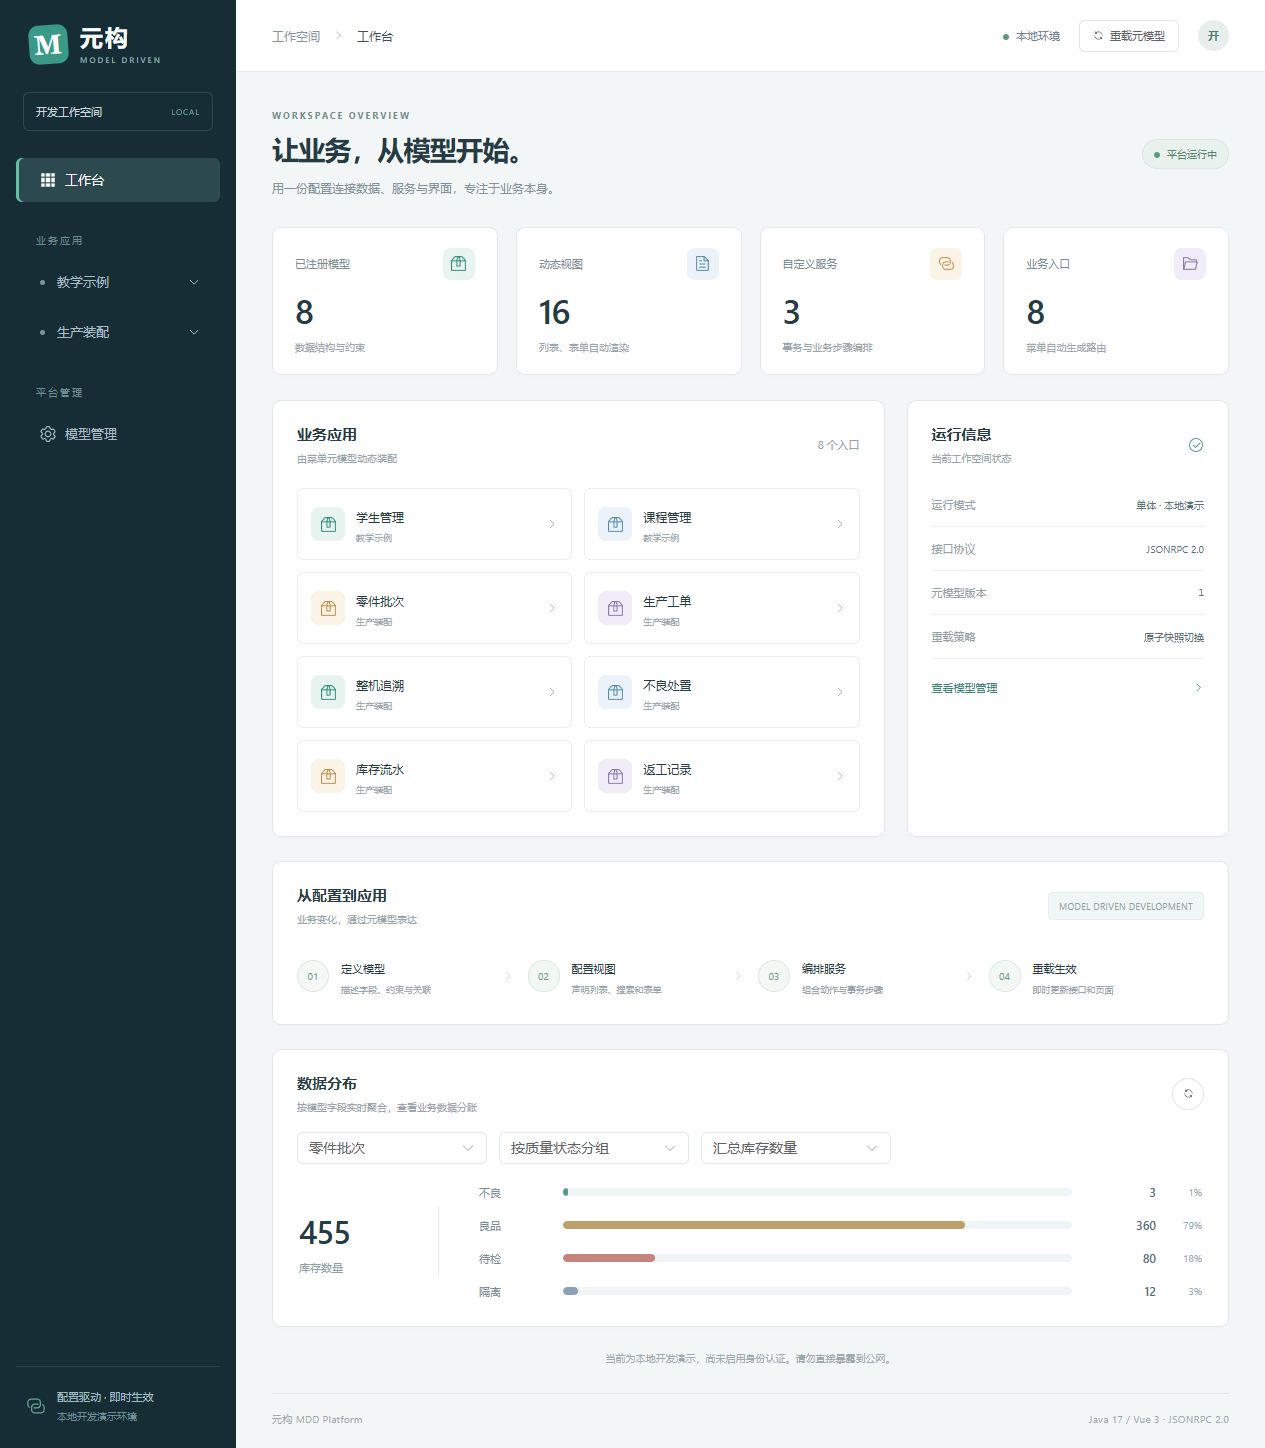 M 元构
MODEL DRIVEN
开发工作空间 LOCAL
工作台
业务应用
教学示例
生产装配
平台管理
模型管理
配置驱动 · 即时生效
本地开发演示环境
工作空间 > 工作台
本地环境
重载元模型
开
WORKSPACE OVERVIEW
让业务，从模型开始。
用一份配置连接数据、服务与界面，专注于业务本身。
平台运行中
已注册模型
8
数据结构与约束
动态视图
16
列表、表单自动渲染
自定义服务
3
事务与业务步骤编排
业务入口
8
菜单自动生成路由
业务应用
由菜单元模型动态装配
8 个入口
学生管理
教学示例
课程管理
教学示例
零件批次
生产装配
生产工单
生产装配
整机追溯
生产装配
不良处置
生产装配
库存流水
生产装配
返工记录
生产装配
运行信息
当前工作空间状态
运行模式 单体 · 本地演示
接口协议 JSONRPC 2.0
元模型版本 1
重载策略 原子快照切换
查看模型管理
从配置到应用
业务变化，通过元模型表达
MODEL DRIVEN DEVELOPMENT
01 定义模型
描述字段、约束与关联
02 配置视图
声明列表、搜索和表单
03 编排服务
组合动作与事务步骤
04 重载生效
即时更新接口和页面
数据分布
按模型字段实时聚合，查看业务数据分账
零件批次
按质量状态分组
汇总库存数量
455
库存数量
不良 3 1%
良品 360 79%
待检 80 18%
隔离 12 3%
当前为本地开发演示，尚未启用身份认证。请勿直接暴露到公网。
元构 MDD Platform
Java 17 / Vue 3 · JSONRPC 2.0